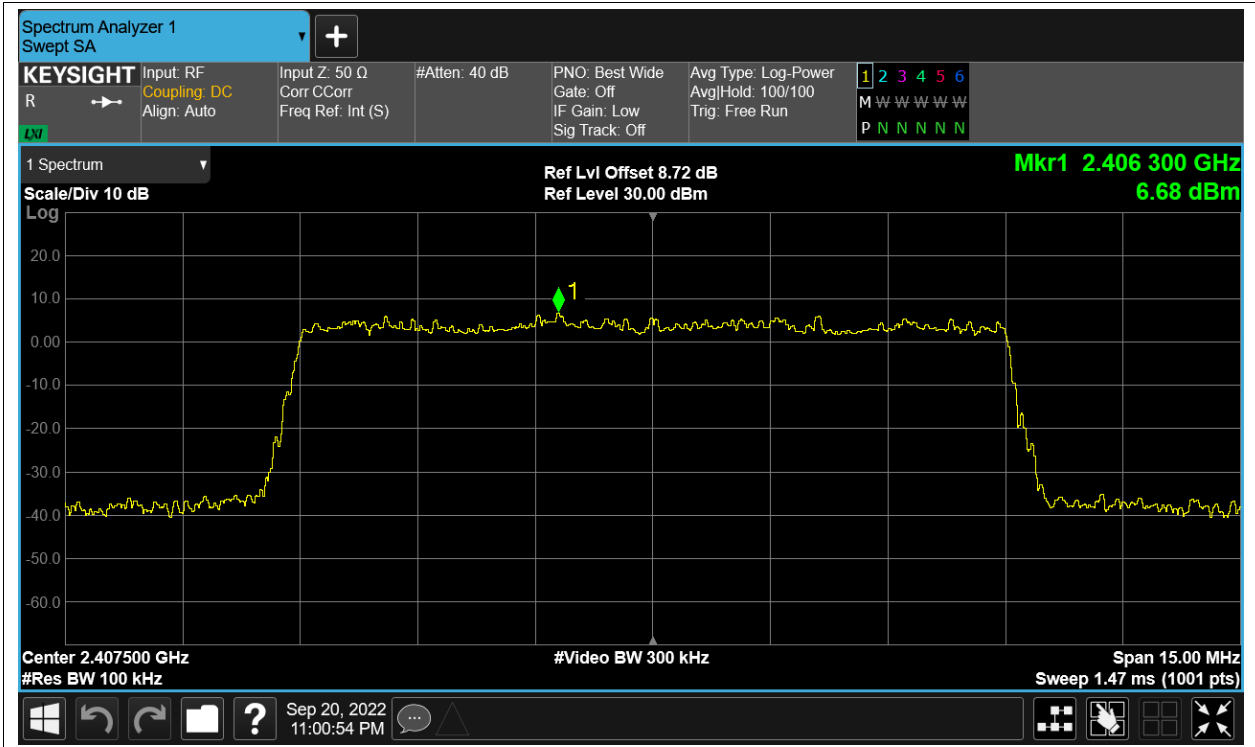 Spectrum Analyzer 1
Swept SA
KEYSIGHT
R
LXI
Input: RF
Coupling: DC
Align: Auto
Input Z: 50 Ω
Corr CCorr
Freq Ref: Int (S)
#Atten: 40 dB
PNO: Best Wide
Gate: Off
IF Gain: Low
Sig Track: Off
Avg Type: Log-Power
Avg|Hold: 100/100
Trig: Free Run
1 2 3 4 5 6
M W W W W W
P N N N N N
1 Spectrum
Scale/Div 10 dB
Log
Ref Lvl Offset 8.72 dB
Ref Level 30.00 dBm
Mkr1 2.406 300 GHz
6.68 dBm
20.0
10.0
1
0.00
-10.0
-20.0
-30.0
-40.0
-50.0
-60.0
Center 2.407500 GHz
#Video BW 300 kHz
Span 15.00 MHz
#Res BW 100 kHz
Sweep 1.47 ms (1001 pts)
?
Sep 20, 2022
11:00:54 PM